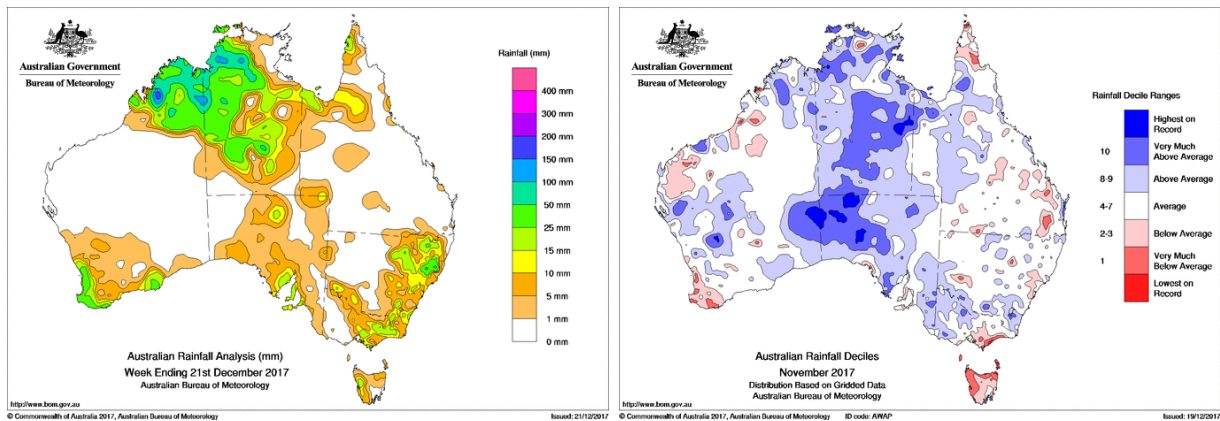 Australian Government
Bureau of Meteorology
Rainfall (mm)
400 mm
300 mm
200 mm
150 mm
100 mm
50 mm
25 mm
15 mm
10 mm
5 mm
1 mm
0 mm
Australian Rainfall Analysis (mm)
Week Ending 21st December 2017
Australian Bureau of Meteorology
http://www.bom.gov.au
© Commonwealth of Australia 2017, Australian Bureau of Meteorology
Issued: 21/12/2017
Australian Government
Bureau of Meteorology
Rainfall Decile Ranges
Highest on
Record
10
Very Much
Above Average
8-9
Above Average
4-7
Average
2-3
Below Average
1
Very Much
Below Average
Lowest on
Record
Australian Rainfall Deciles
November 2017
Distribution Based on Gridded Data
Australian Bureau of Meteorology
http://www.bom.gov.au
© Commonwealth of Australia 2017, Australian Bureau of Meteorology
ID code: AWAP
Issued: 19/12/2017